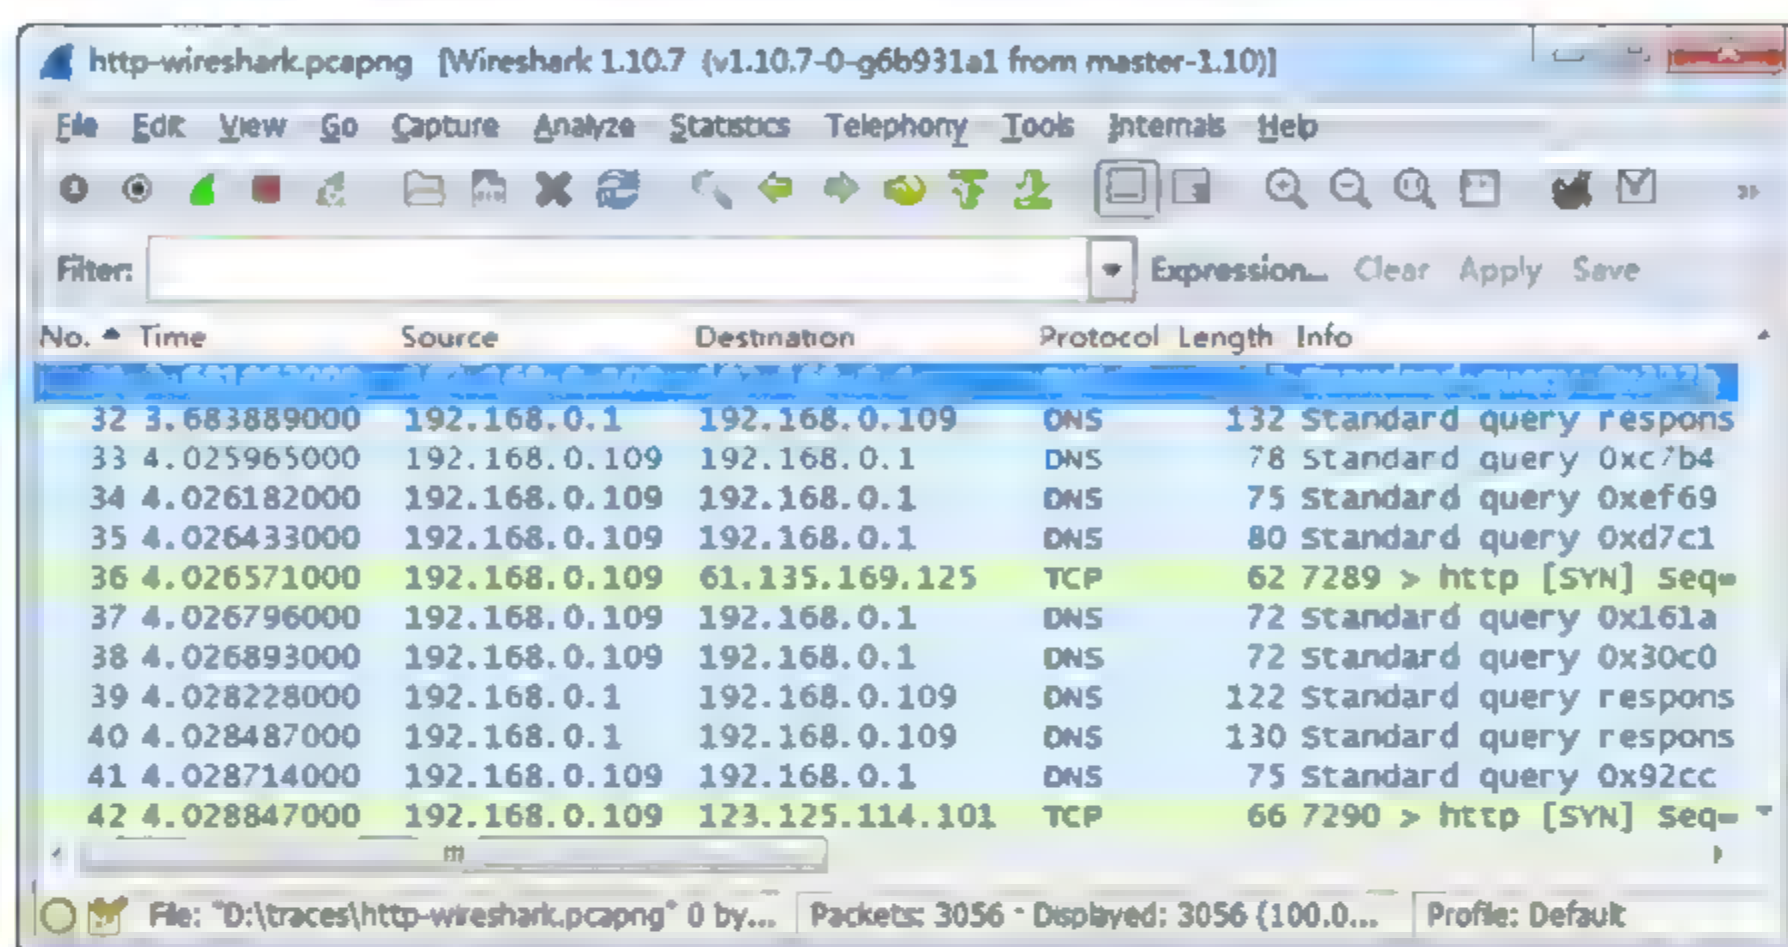 http-wireshark.pcapng [Wireshark 1.10.7 (v1.10.7-0-g6b931a1 from master-1.10)]
File Edit View Go Capture Analyze Statistics Telephony Tools Internals Help
Filter: Expression... Clear Apply Save
No. Time Source Destination Protocol Length Info
32 3.683889000 192.168.0.1 192.168.0.109 DNS 132 Standard query respons
33 4.025965000 192.168.0.109 192.168.0.1 DNS 78 Standard query 0xc7b4
34 4.026182000 192.168.0.109 192.168.0.1 DNS 75 Standard query 0xef69
35 4.026433000 192.168.0.109 192.168.0.1 DNS 80 Standard query 0xd7c1
36 4.026571000 192.168.0.109 61.135.169.125 TCP 62 7289 > http [SYN] Seq=
37 4.026796000 192.168.0.109 192.168.0.1 DNS 72 Standard query 0x161a
38 4.026893000 192.168.0.109 192.168.0.1 DNS 72 Standard query 0x30c0
39 4.028228000 192.168.0.1 192.168.0.109 DNS 122 Standard query respons
40 4.028487000 192.168.0.1 192.168.0.109 DNS 130 Standard query respons
41 4.028714000 192.168.0.109 192.168.0.1 DNS 75 Standard query 0x92cc
42 4.028847000 192.168.0.109 123.125.114.101 TCP 66 7290 > http [SYN] Seq=
File: "D:\traces\http-wireshark.pcapng" 0 by... Packets: 3056 · Displayed: 3056 (100.0... Profile: Default